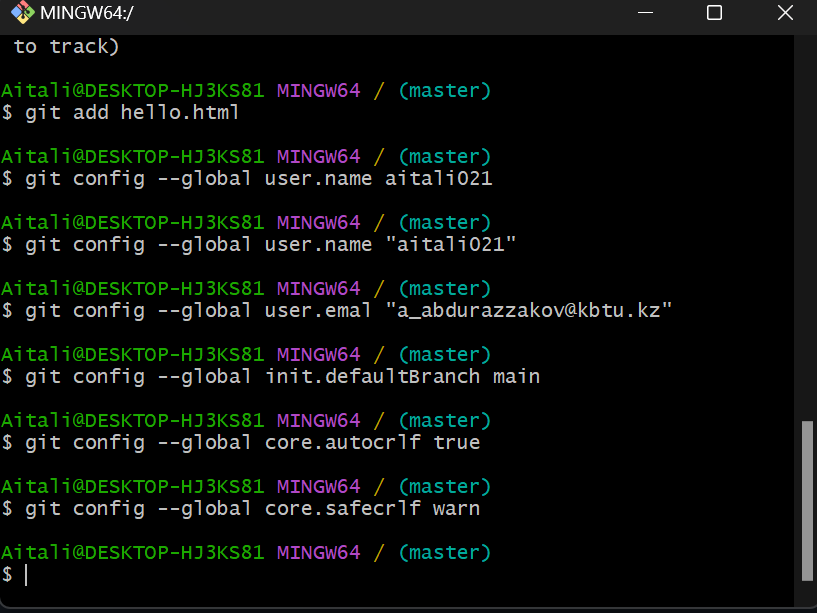 MINGW64:/
to track)
Aitali@DESKTOP-HJ3KS81 MINGW64 / (master)
$ git add hello.html
Aitali@DESKTOP-HJ3KS81 MINGW64 / (master)
$ git config --global user.name aitali021
Aitali@DESKTOP-HJ3KS81 MINGW64 / (master)
$ git config --global user.name "aitali021"
Aitali@DESKTOP-HJ3KS81 MINGW64 / (master)
$ git config --global user.emal "a_abdurazzakov@kbtu.kz"
Aitali@DESKTOP-HJ3KS81 MINGW64 / (master)
$ git config --global init.defaultBranch main
Aitali@DESKTOP-HJ3KS81 MINGW64 / (master)
$ git config --global core.autocrlf true
Aitali@DESKTOP-HJ3KS81 MINGW64 / (master)
$ git config --global core.safecrlf warn
Aitali@DESKTOP-HJ3KS81 MINGW64 / (master)
$